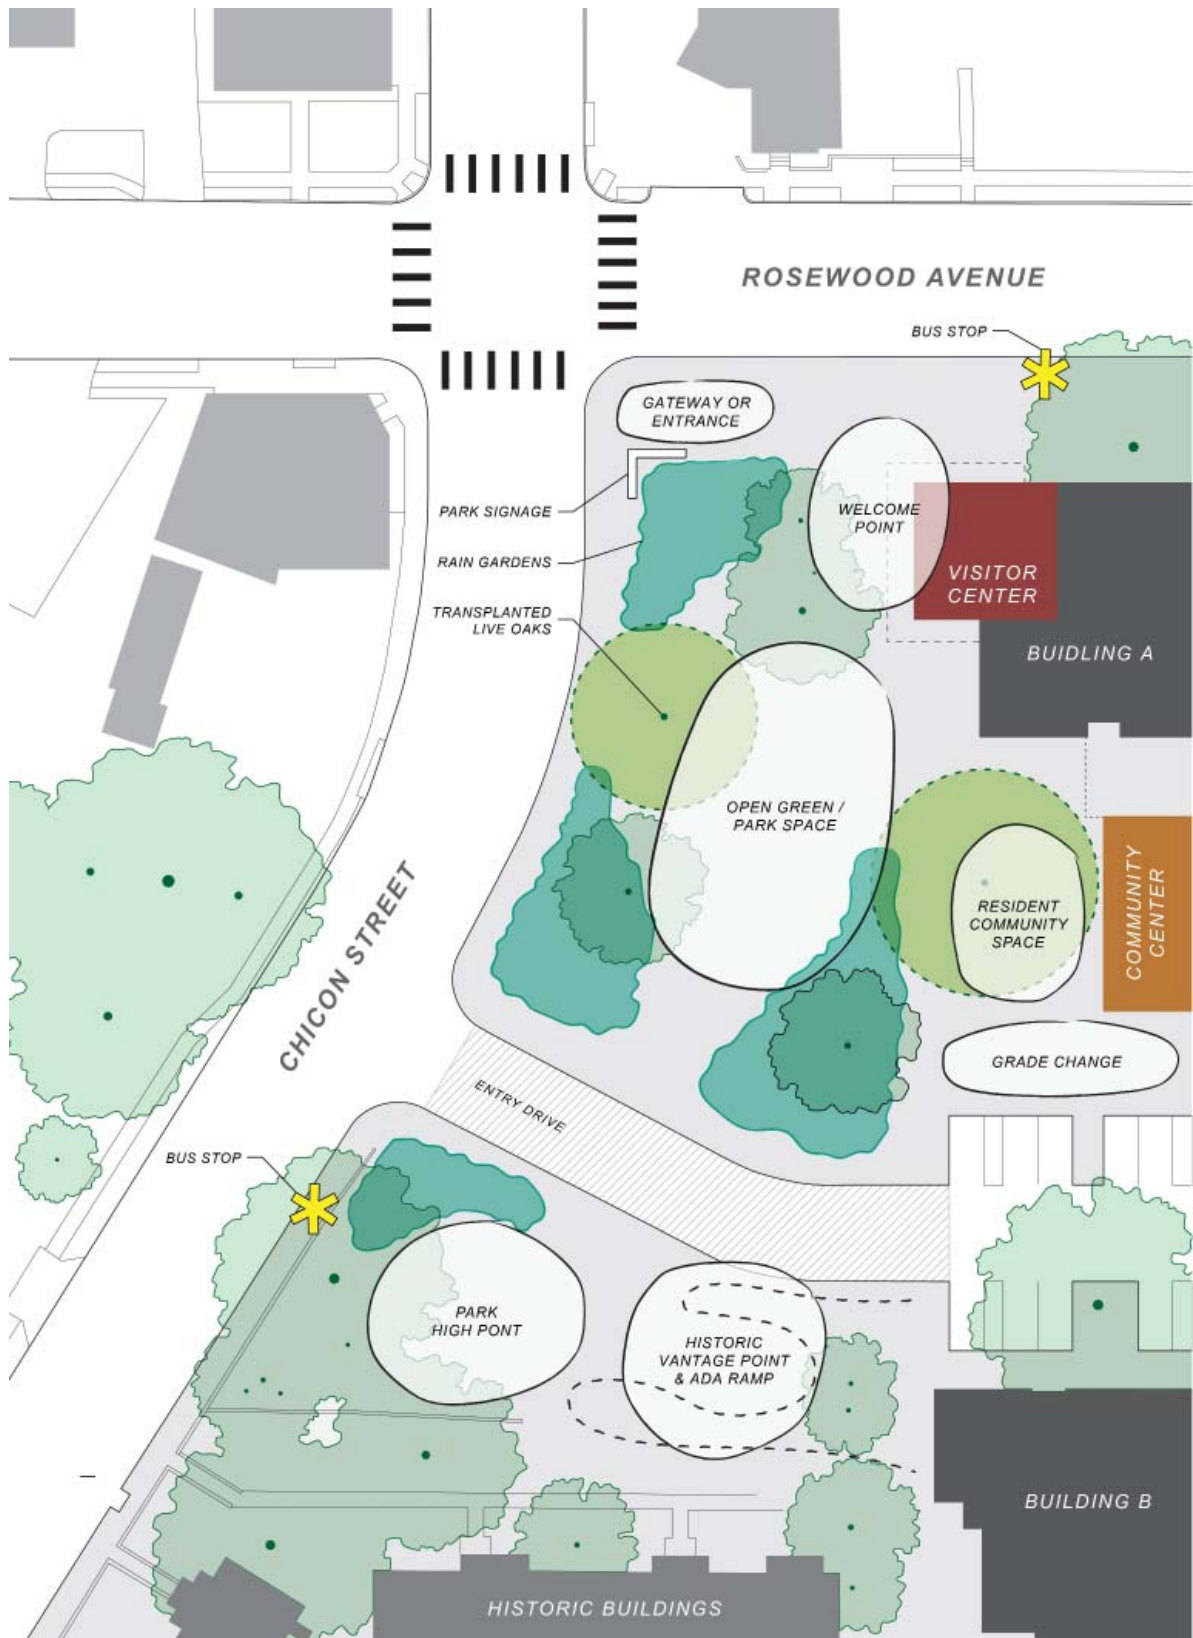 ROSEWOOD AVENUE
BUS STOP
GATEWAY OR
ENTRANCE
PARK SIGNAGE
WELCOME
POINT
RAIN GARDENS
VISITOR
CENTER
TRANSPLANTED
LIVE OAKS
BUIDLING A
OPEN GREEN /
PARK SPACE
CHICON STREET
RESIDENT
COMMUNITY
SPACE
COMMUNITY
CENTER
GRADE CHANGE
ENTRY DRIVE
BUS STOP
PARK
HIGH PONT
HISTORIC
VANTAGE POINT
& ADA RAMP
BUILDING B
HISTORIC BUILDINGS